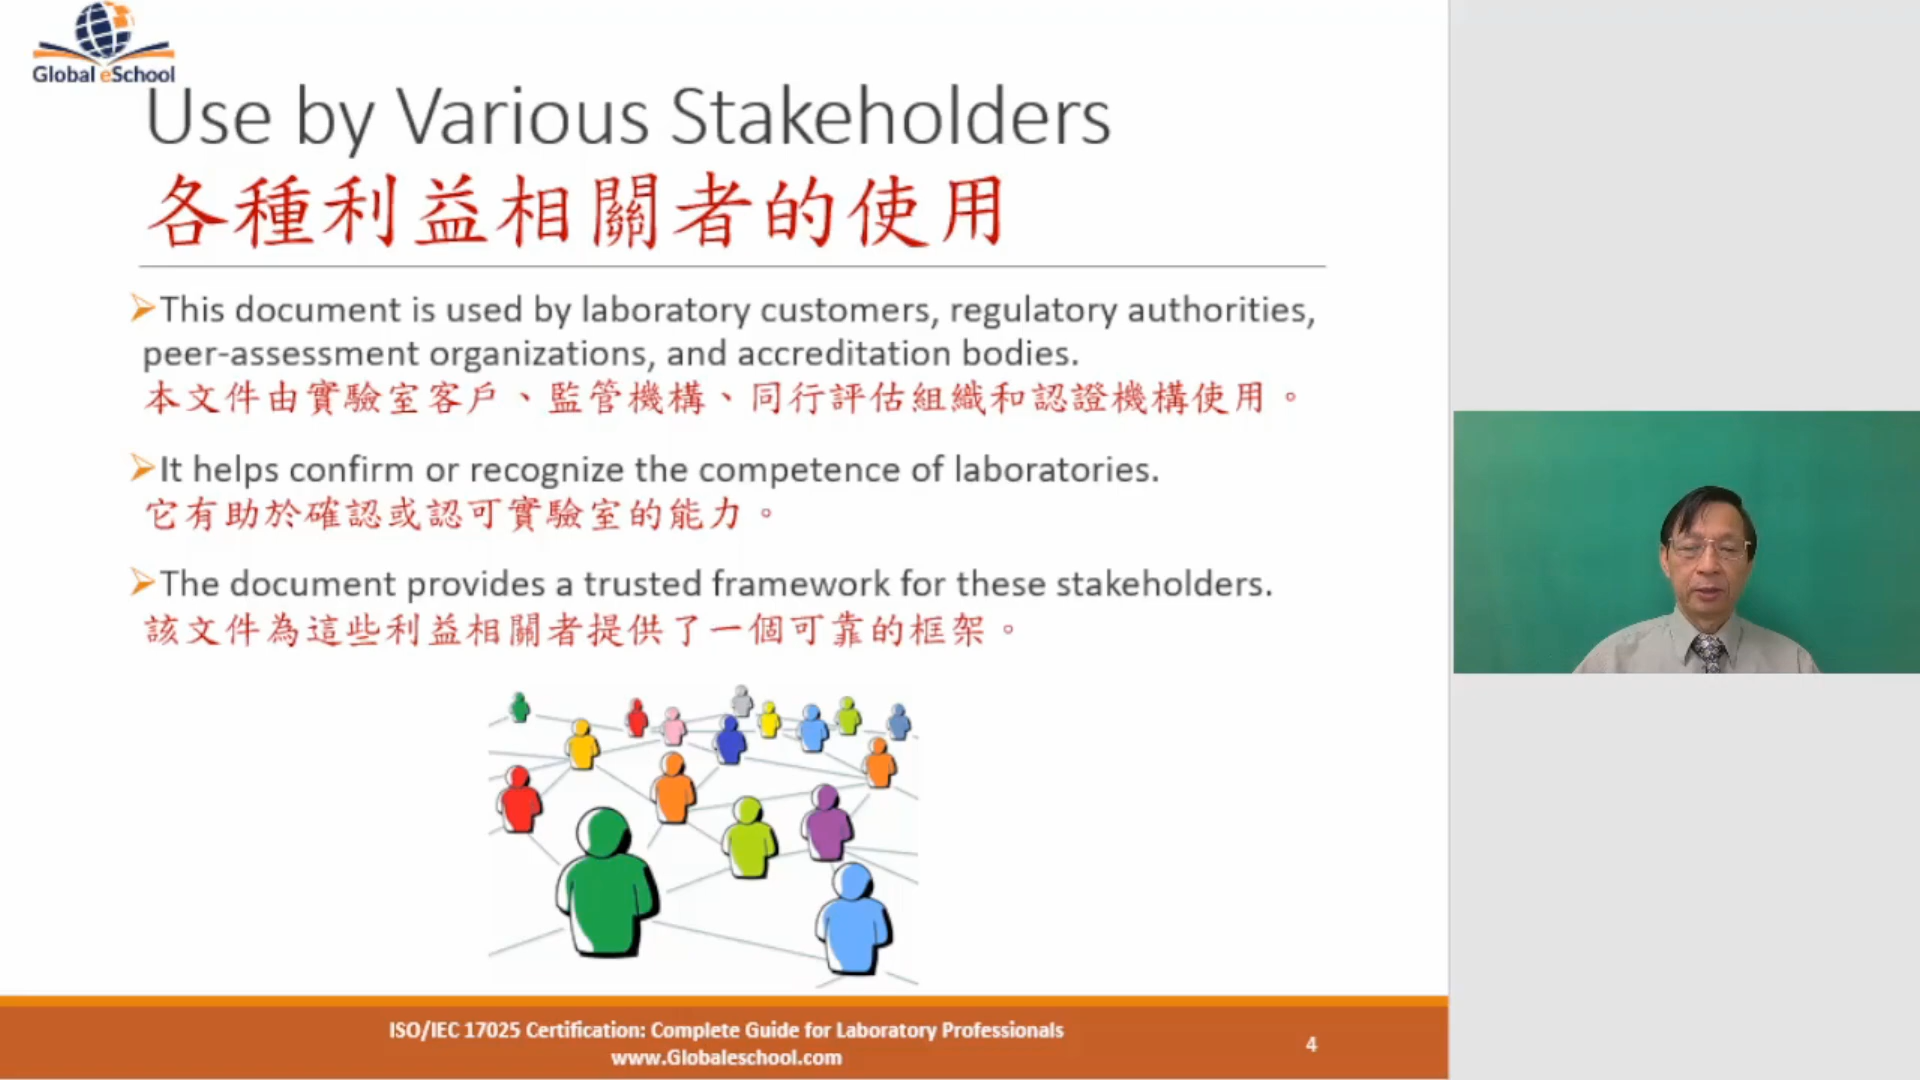 Global eSchool
Use by Various Stakeholders
各種利益相關者的使用
➢This document is used by laboratory customers, regulatory authorities,
peer-assessment organizations, and accreditation bodies.
本文件由實驗室客戶、監管機構、同行評估組織和認證機構使用。
➢It helps confirm or recognize the competence of laboratories.
它有助於確認或認可實驗室的能力。
➢The document provides a trusted framework for these stakeholders.
該文件為這些利益相關者提供了一個可靠的框架。
ISO/IEC 17025 Certification: Complete Guide for Laboratory Professionals
www.Globaleschool.com
4